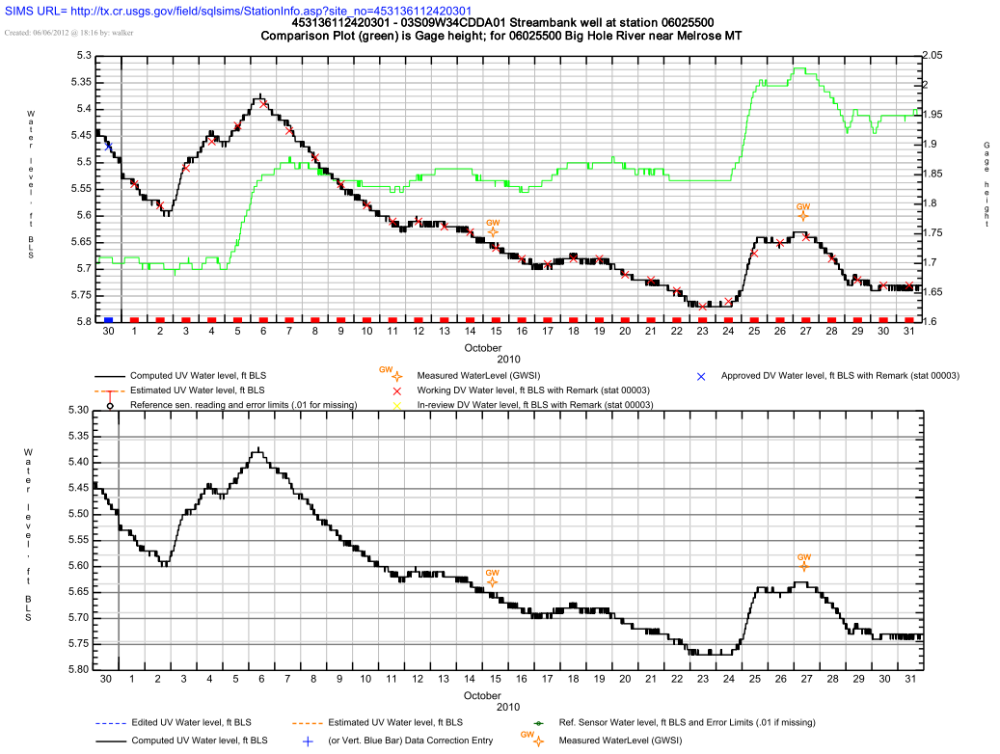 SIMS URL= http://tx.cr.usgs.gov/field/sqlsims/StationInfo.asp?site_no=453136112420301
453136112420301 - 03S09W34CDDA01 Streambank well at station 06025500
Created: 06/06/2012 @ 18:16 by: walker
Comparison Plot (green) is Gage height; for 06025500 Big Hole River near Melrose MT
Water level, ft BLS
5.3
5.35
5.4
5.45
5.5
5.55
5.6
5.65
5.7
5.75
5.8
2.05
2
1.95
1.9
1.85
1.8
1.75
1.7
1.65
1.6
Gage height
GW
GW
30 1 2 3 4 5 6 7 8 9 10 11 12 13 14 15 16 17 18 19 20 21 22 23 24 25 26 27 28 29 30 31
October
2010
Computed UV Water level, ft BLS
GW Measured WaterLevel (GWSI)
Approved DV Water level, ft BLS with Remark (stat 00003)
Estimated UV Water level, ft BLS
Working DV Water level, ft BLS with Remark (stat 00003)
Reference sen. reading and error limits (.01 for missing)
In-review DV Water level, ft BLS with Remark (stat 00003)
Water level, ft BLS
5.30
5.35
5.40
5.45
5.50
5.55
5.60
5.65
5.70
5.75
5.80
GW
GW
30 1 2 3 4 5 6 7 8 9 10 11 12 13 14 15 16 17 18 19 20 21 22 23 24 25 26 27 28 29 30 31
October
2010
Edited UV Water level, ft BLS
Estimated UV Water level, ft BLS
Ref. Sensor Water level, ft BLS and Error Limits (.01 if missing)
Computed UV Water level, ft BLS
(or Vert. Blue Bar) Data Correction Entry
GW Measured WaterLevel (GWSI)